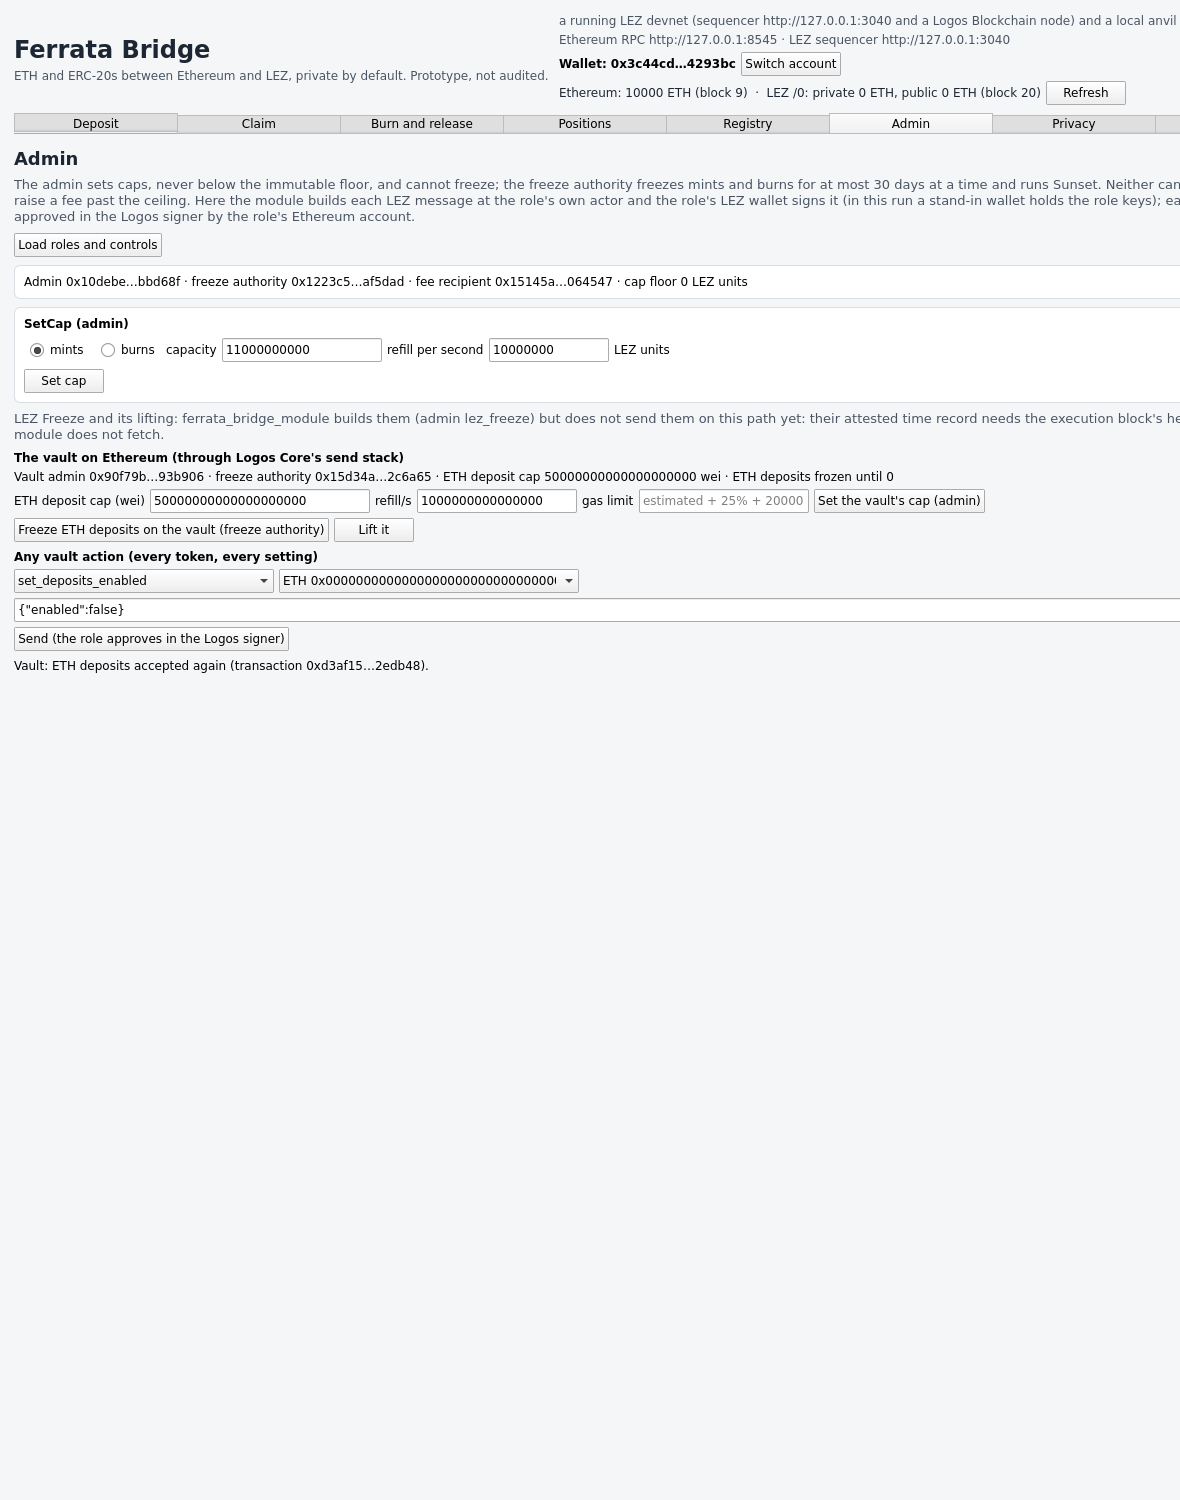 a running LEZ devnet (sequencer http://127.0.0.1:3040 and a Logos Blockchain node) and a local anvil
Ferrata Bridge
Ethereum RPC http://127.0.0.1:8545 · LEZ sequencer http://127.0.0.1:3040
Wallet: 0x3c44cd…4293bc Switch account
ETH and ERC-20s between Ethereum and LEZ, private by default. Prototype, not audited.
Ethereum: 10000 ETH (block 9) · LEZ /0: private 0 ETH, public 0 ETH (block 20) Refresh
Deposit Claim Burn and release Positions Registry Admin Privacy
Admin
The admin sets caps, never below the immutable floor, and cannot freeze; the freeze authority freezes mints and burns for at most 30 days at a time and runs Sunset. Neither can
raise a fee past the ceiling. Here the module builds each LEZ message at the role's own actor and the role's LEZ wallet signs it (in this run a stand-in wallet holds the role keys); ea
approved in the Logos signer by the role's Ethereum account.
Load roles and controls
Admin 0x10debe…bbd68f · freeze authority 0x1223c5…af5dad · fee recipient 0x15145a…064547 · cap floor 0 LEZ units
SetCap (admin)
mints burns capacity 11000000000 refill per second 10000000 LEZ units
Set cap
LEZ Freeze and its lifting: ferrata_bridge_module builds them (admin lez_freeze) but does not send them on this path yet: their attested time record needs the execution block's he
module does not fetch.
The vault on Ethereum (through Logos Core's send stack)
Vault admin 0x90f79b…93b906 · freeze authority 0x15d34a…2c6a65 · ETH deposit cap 50000000000000000000 wei · ETH deposits frozen until 0
ETH deposit cap (wei) 50000000000000000000 refill/s 1000000000000000 gas limit estimated + 25% + 20000 Set the vault's cap (admin)
Freeze ETH deposits on the vault (freeze authority) Lift it
Any vault action (every token, every setting)
set_deposits_enabled ETH 0x00000000000000000000000000000000
{"enabled":false}
Send (the role approves in the Logos signer)
Vault: ETH deposits accepted again (transaction 0xd3af15…2edb48).